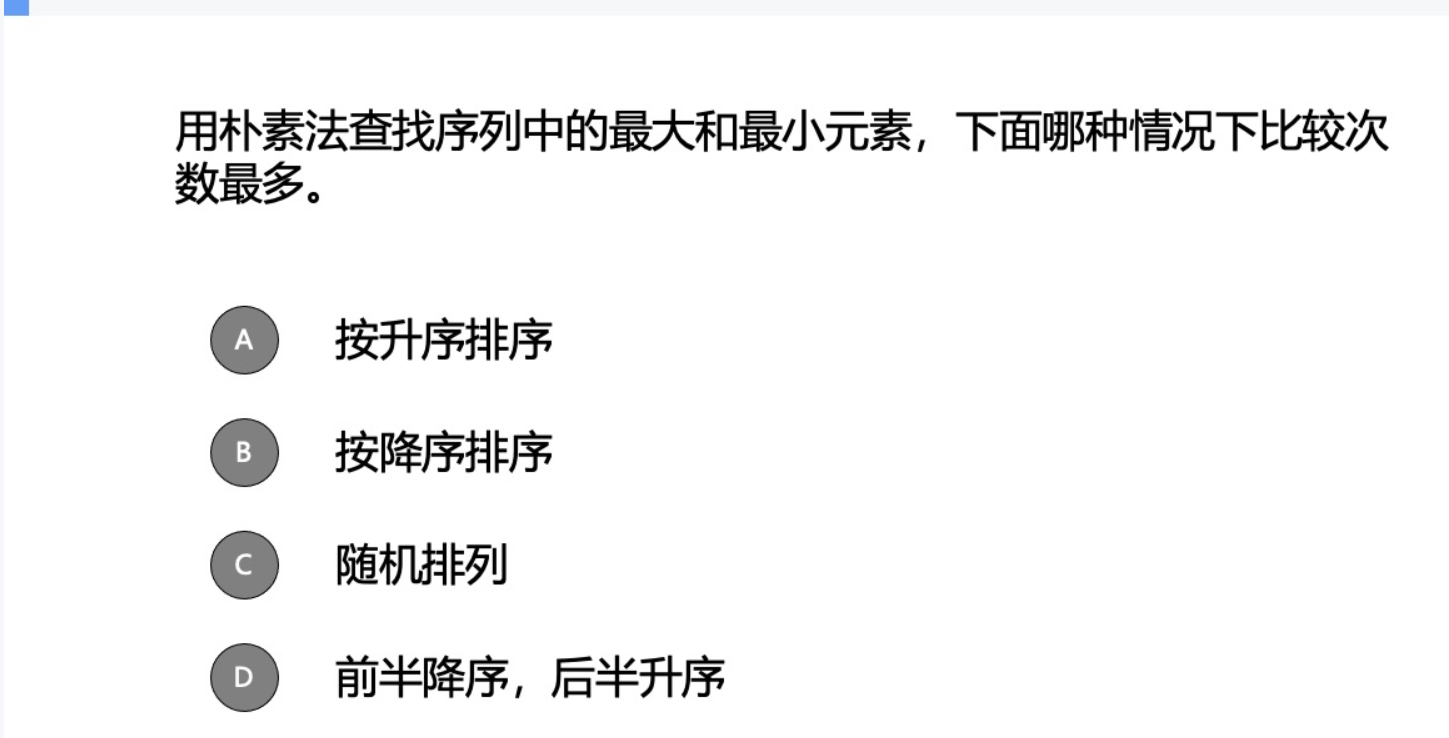 用朴素法查找序列中的最大和最小元素，下面哪种情况下比较次
数最多。
A 按升序排序
B 按降序排序
C 随机排列
D 前半降序，后半升序